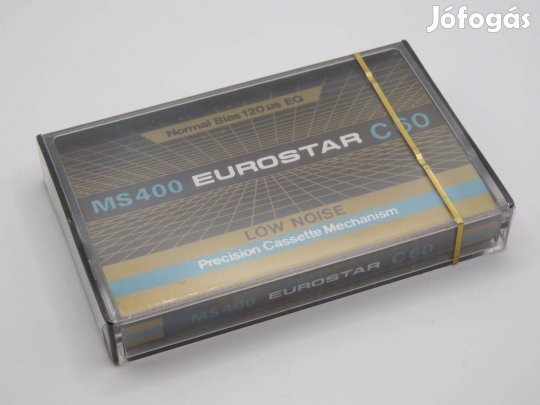 Jófogás
Normal Bias 120 µs EQ
MS400 EUROSTAR C60
LOW NOISE
Precision Cassette Mechanism
MS400 EUROSTAR C60